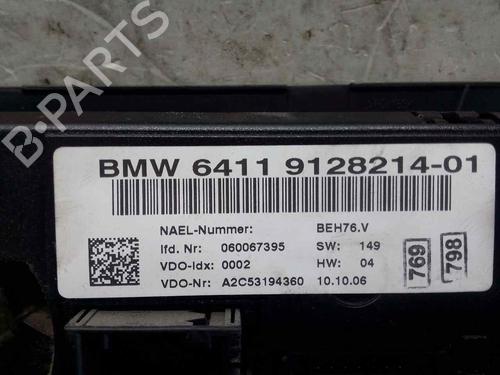 B-PARTS
BMW 6411 9128214-01
NAEL-Nummer: BEH76.V
lfd. Nr: 060067395 SW: 149
VDO-Idx: 0002 HW: 04
VDO-Nr: A2C53194360 10.10.06
769
798